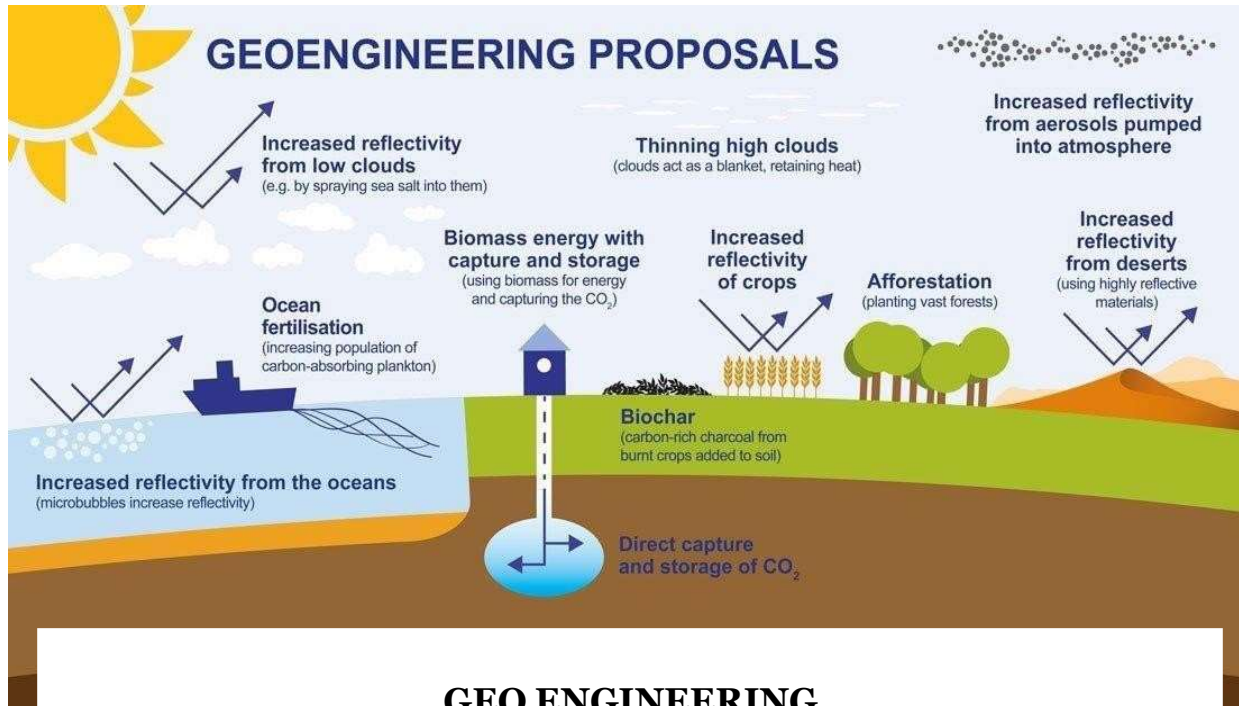 GEOENGINEERING PROPOSALS
Increased reflectivity
from low clouds
(e.g. by spraying sea salt into them)
Thinning high clouds
(clouds act as a blanket, retaining heat)
Increased reflectivity
from aerosols pumped
into atmosphere
Ocean
fertilisation
(increasing population of
carbon-absorbing plankton)
Biomass energy with
capture and storage
(using biomass for energy
and capturing the CO₂)
Increased
reflectivity
of crops
Afforestation
(planting vast forests)
Increased
reflectivity
from deserts
(using highly reflective
materials)
Increased reflectivity from the oceans
(microbubbles increase reflectivity)
Biochar
(carbon-rich charcoal from
burnt crops added to soil)
Direct capture
and storage of CO₂
GEO ENGINEERING